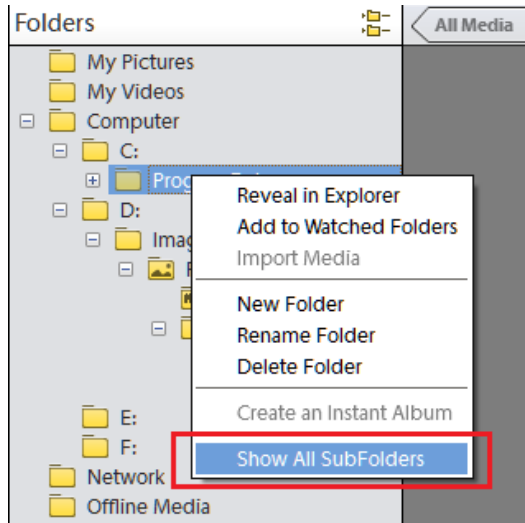 Folders
All Media
My Pictures
My Videos
Computer
C:
D:
E:
F:
Network
Offline Media
Reveal in Explorer
Add to Watched Folders
Import Media
New Folder
Rename Folder
Delete Folder
Create an Instant Album
Show All SubFolders